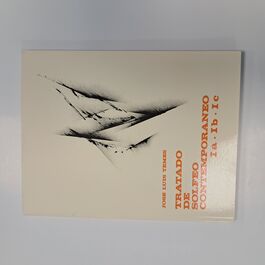 JOSE LUIS TEMES
TRATADO
DE
SOLFEO
CONTEMPORANEO
Ia·Ib·Ic